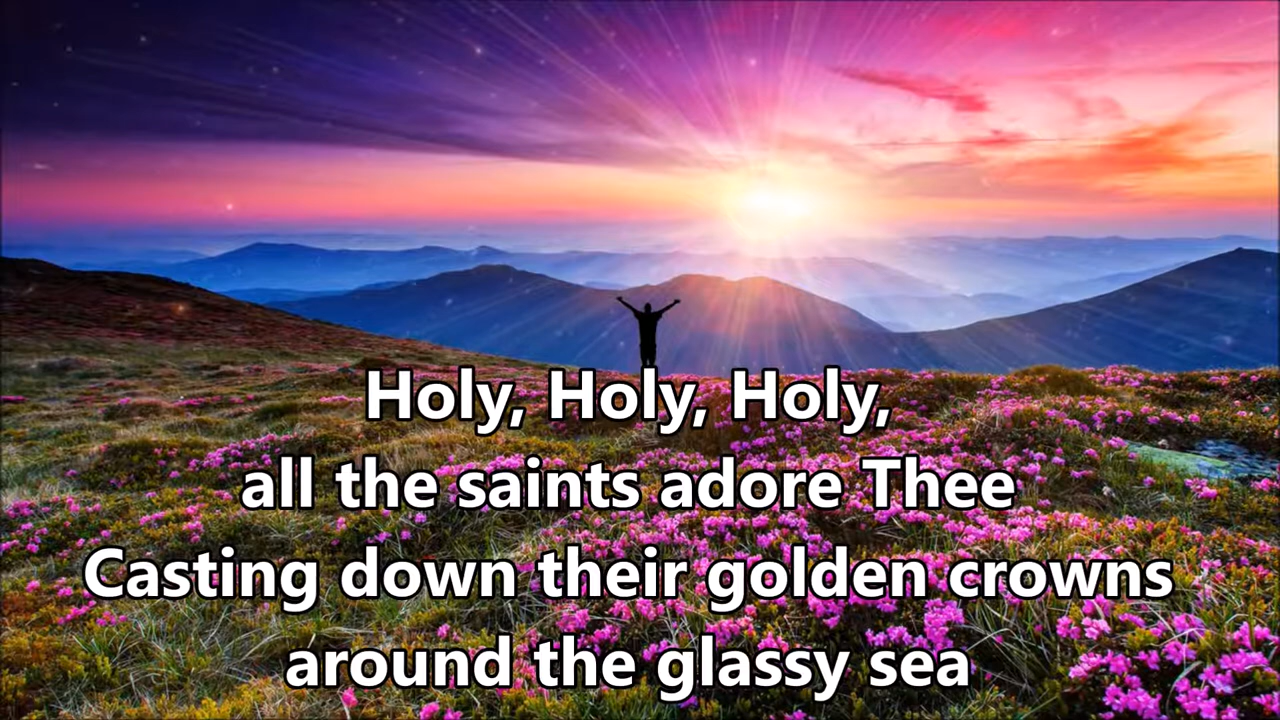 Holy, Holy, Holy,
all the saints adore Thee
Casting down their golden crowns
around the glassy sea